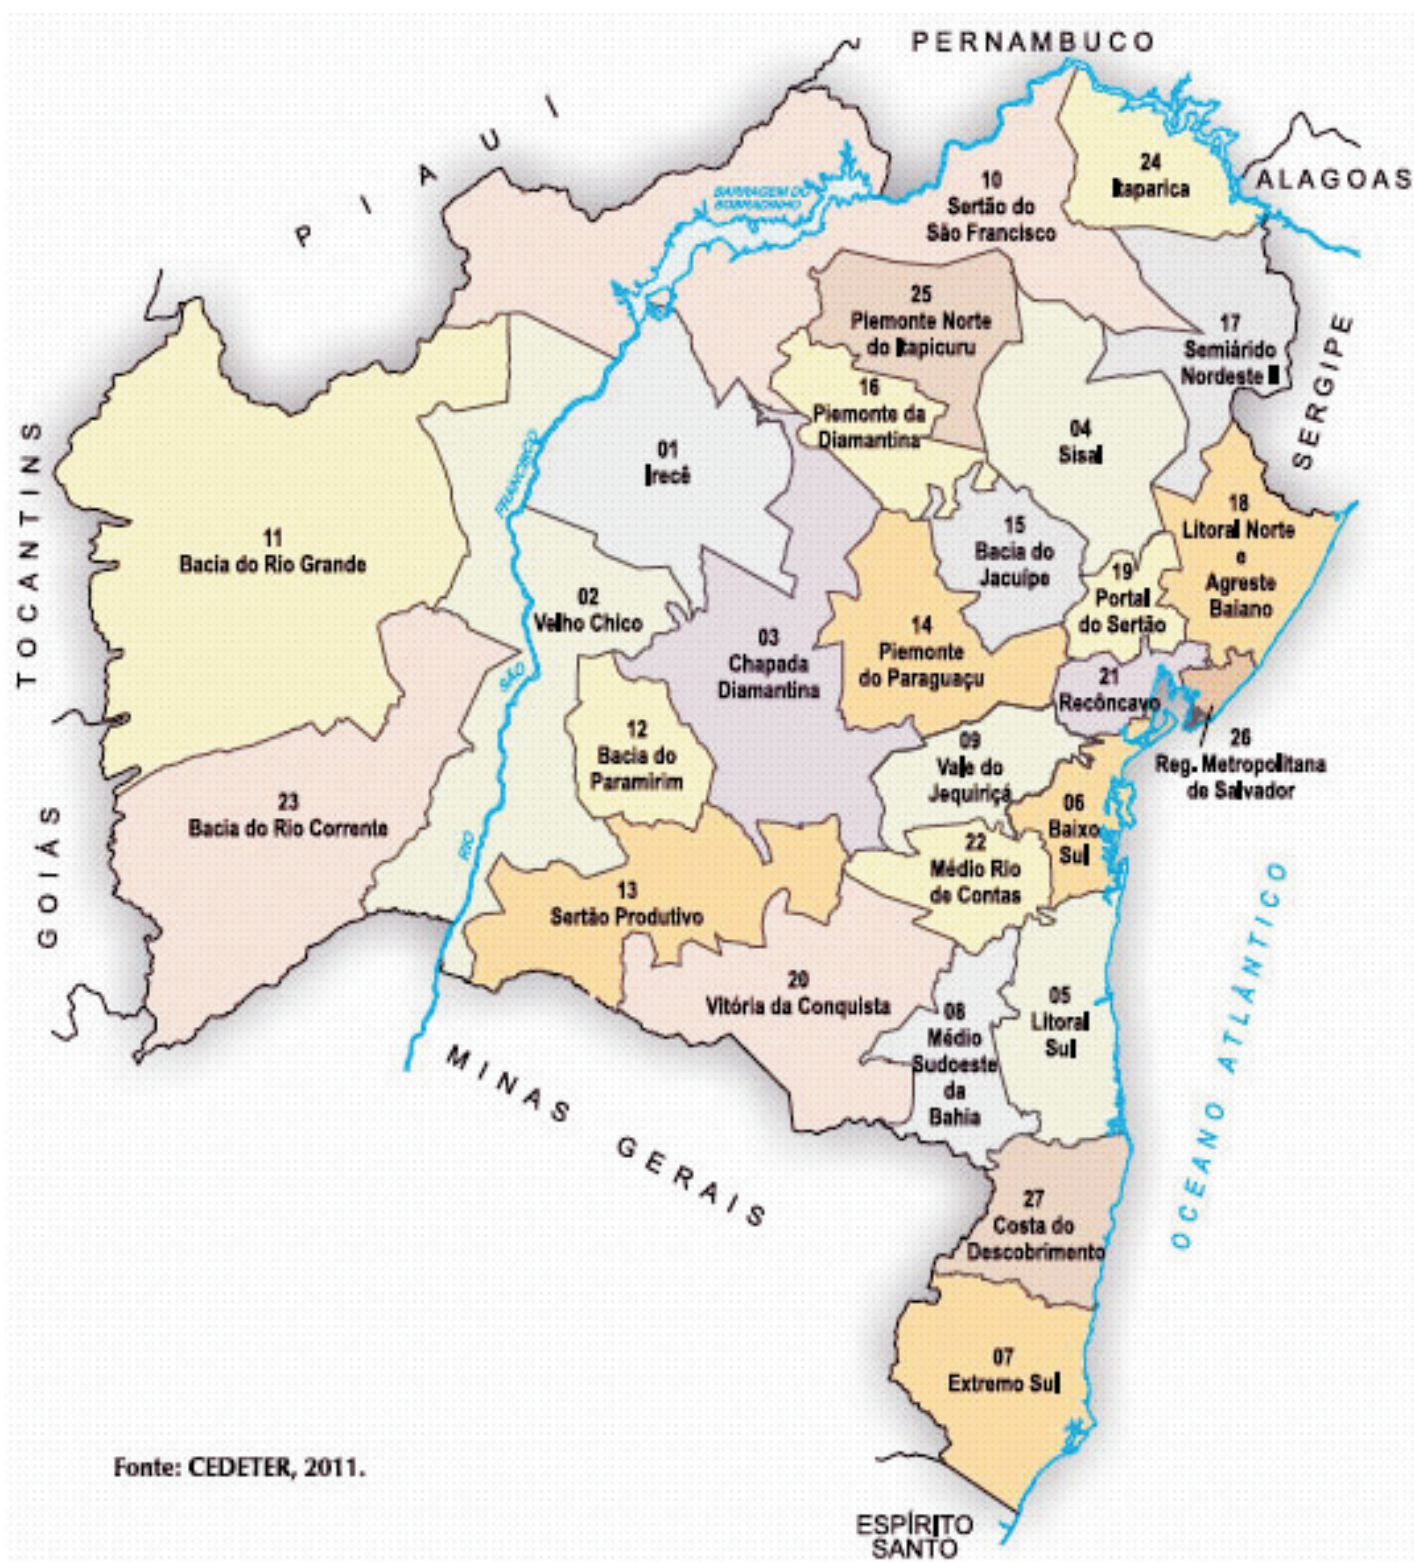 PERNAMBUCO
PIAUI
ALAGOAS
BARRAGEM DO
SOBRADINHO
10
Sertão do
São Francisco
24
Itaparica
25
Piemonte Norte
do Itapicuru
17
Semiárido
Nordeste II
SERGIPE
16
Piemonte da
Diamantina
04
Sisal
01
Irecê
TOCANTINS
11
Bacia do Rio Grande
18
Litoral Norte
e
Agreste
Baiano
15
Bacia do
Jacuípe
19
Portal
do Sertão
02
Velho Chico
03
Chapada
Diamantina
14
Piemonte
do Paraguaçu
21
Recôncavo
RIO SÃO FRANCISCO
12
Bacia do
Paramirim
09
Vale do
Jequiriçá
26
Reg. Metropolitana
de Salvador
GOIÁS
23
Bacia do Rio Corrente
06
Baixo
Sul
22
Médio Rio
de Contas
13
Sertão Produtivo
20
Vitória da Conquista
05
Litoral
Sul
08
Médio
Sudoeste
da
Bahia
OCEANO ATLÂNTICO
MINAS GERAIS
27
Costa do
Descobrimento
07
Extremo Sul
Fonte: CEDETER, 2011.
ESPÍRITO
SANTO